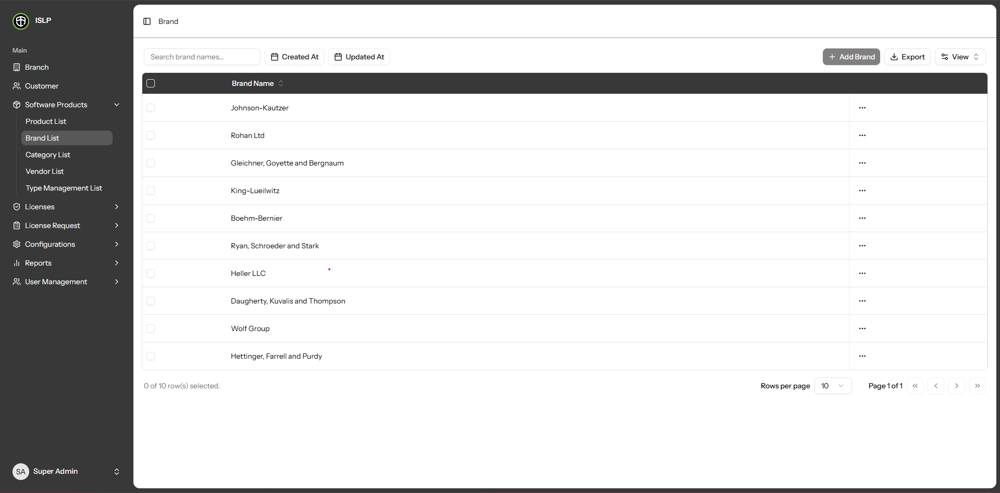 ISLP
Main
Branch
Customer
Software Products
Product List
Brand List
Category List
Vendor List
Type Management List
Licenses
License Request
Configurations
Reports
User Management
SA Super Admin
Brand
Search brand names... Created At Updated At Add Brand Export View
Brand Name
Johnson-Kautzer
Rohan Ltd
Gleichner, Goyette and Bergnaum
King-Lueilwitz
Boehm-Bernier
Ryan, Schroeder and Stark
Heller LLC
Daugherty, Kuvalis and Thompson
Wolf Group
Hettinger, Farrell and Purdy
0 of 10 row(s) selected. Rows per page 10 Page 1 of 1